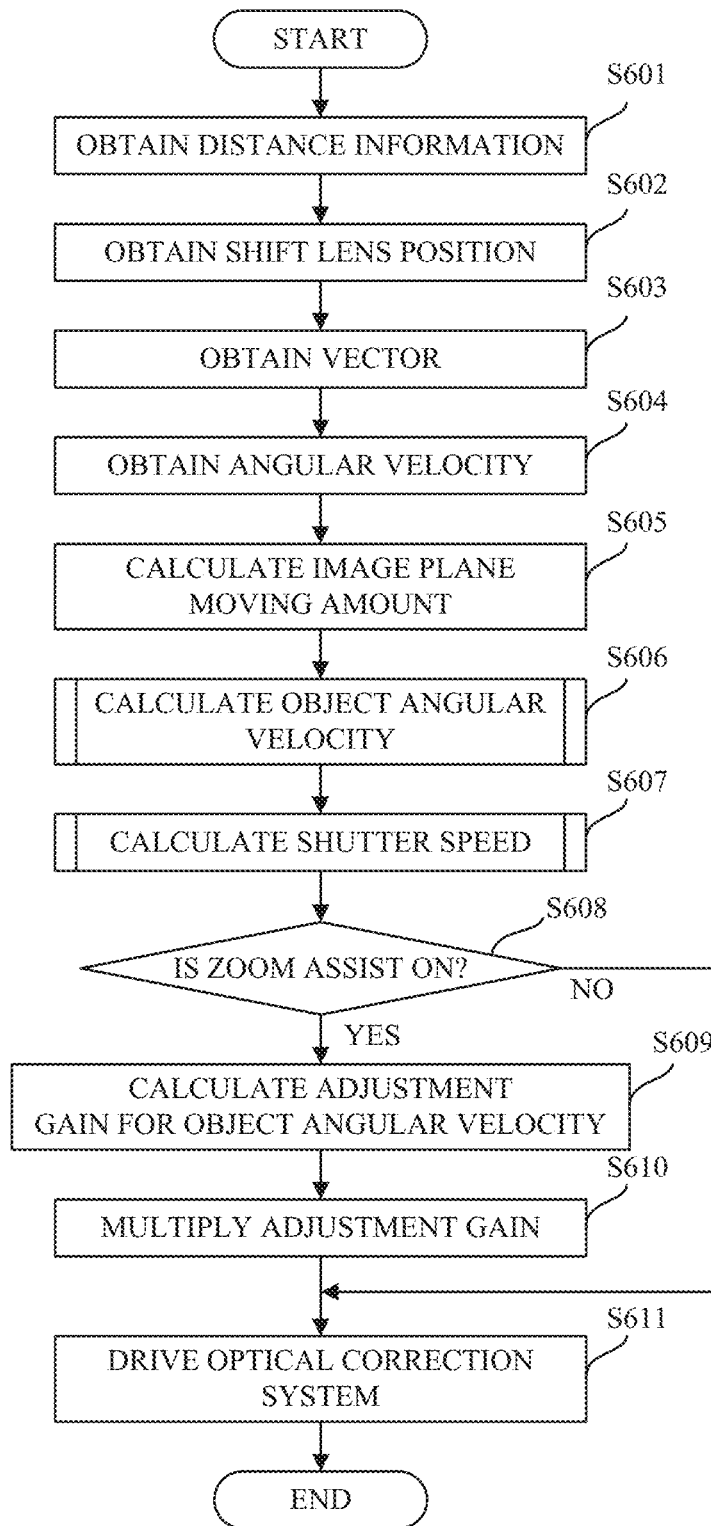 START
S601
OBTAIN DISTANCE INFORMATION
S602
OBTAIN SHIFT LENS POSITION
S603
OBTAIN VECTOR
S604
OBTAIN ANGULAR VELOCITY
S605
CALCULATE IMAGE PLANE
MOVING AMOUNT
S606
CALCULATE OBJECT ANGULAR
VELOCITY
S607
CALCULATE SHUTTER SPEED
S608
IS ZOOM ASSIST ON?
NO
YES
S609
CALCULATE ADJUSTMENT
GAIN FOR OBJECT ANGULAR VELOCITY
S610
MULTIPLY ADJUSTMENT GAIN
S611
DRIVE OPTICAL CORRECTION
SYSTEM
END